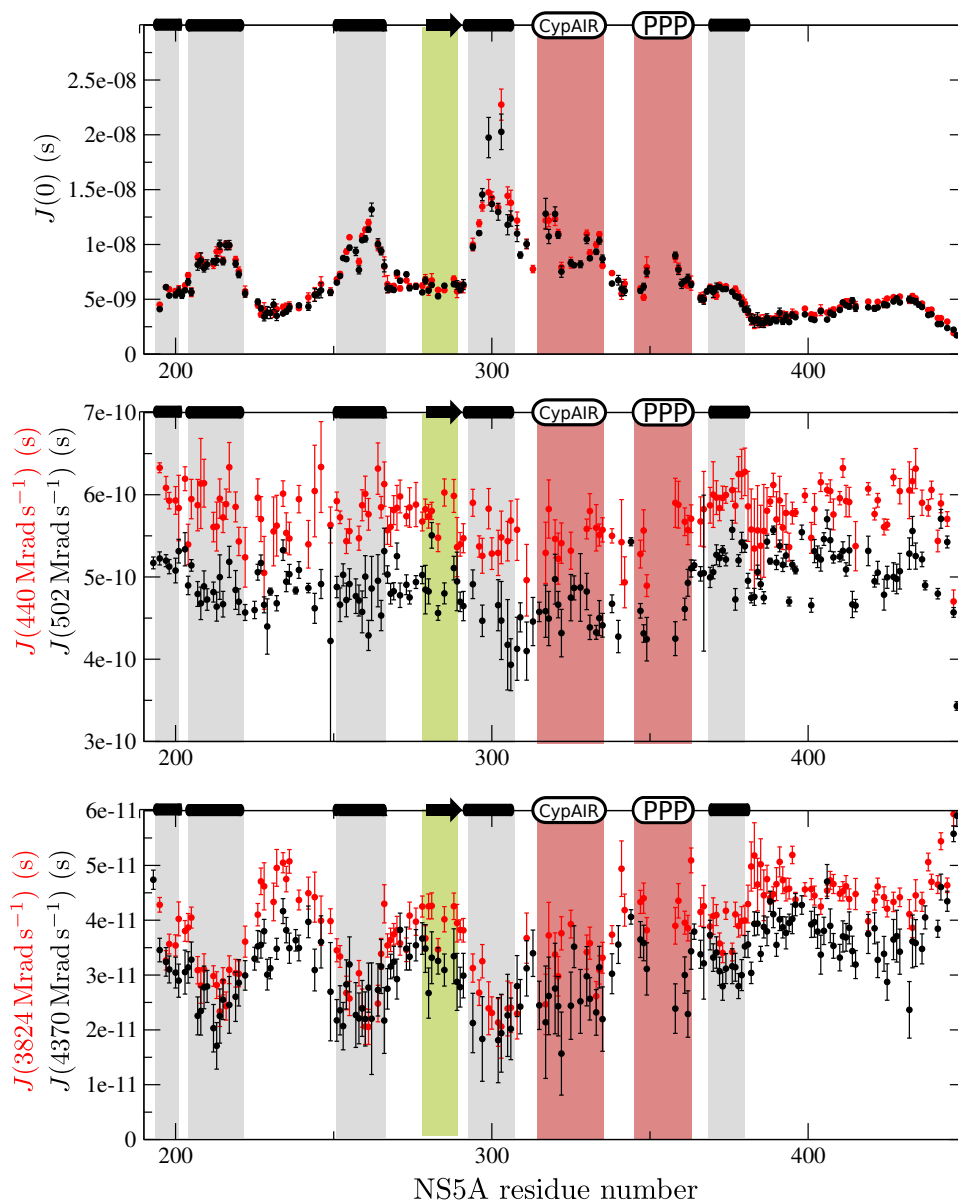 CypAIR PPP
2.5e-08
2e-08
1.5e-08
1e-08
5e-09
0
J(0) (s)
200 300 400
CypAIR PPP
7e-10
6e-10
5e-10
4e-10
3e-10
J(440 Mrad s⁻¹) (s)
J(502 Mrad s⁻¹) (s)
200 300 400
CypAIR PPP
6e-11
5e-11
4e-11
3e-11
2e-11
1e-11
0
J(3824 Mrad s⁻¹) (s)
J(4370 Mrad s⁻¹) (s)
200 300 400
NS5A residue number